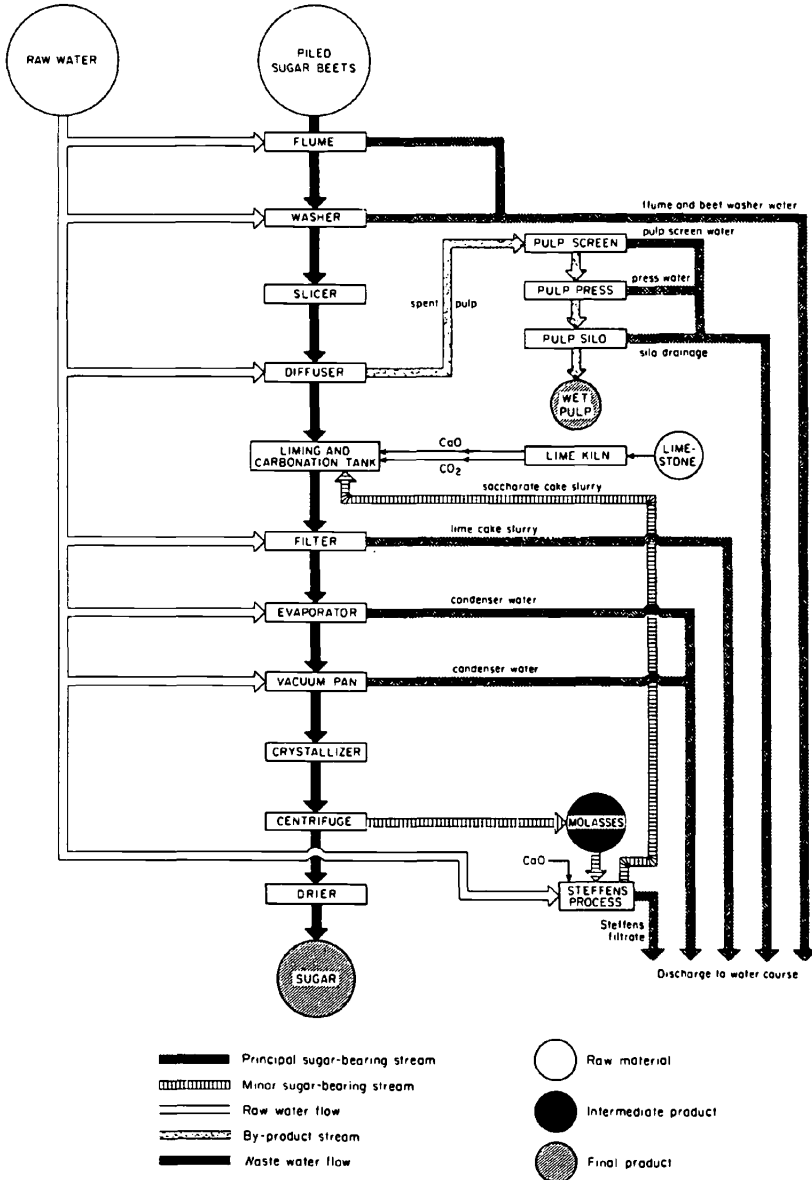 RAW WATER
PILED
SUGAR BEETS
FLUME
flume and beet washer water
WASHER
pulp screen water
PULP SCREEN
press water
SLICER
spent pulp
PULP PRESS
PULP SILO
silo drainage
DIFFUSER
WET
PULP
LIMING AND
CARBONATION TANK
CaO
CO2
LIME KILN
LIME-
STONE
saccharate cake slurry
lime cake slurry
FILTER
condenser water
EVAPORATOR
condenser water
VACUUM PAN
CRYSTALLIZER
CENTRIFUGE
MOLASSES
CaO
DRIER
STEFFENS
PROCESS
Steffens
filtrate
SUGAR
Discharge to water course
Principal sugar-bearing stream
Minor sugar-bearing stream
Raw water flow
By-product stream
Waste water flow
Raw material
Intermediate product
Final product